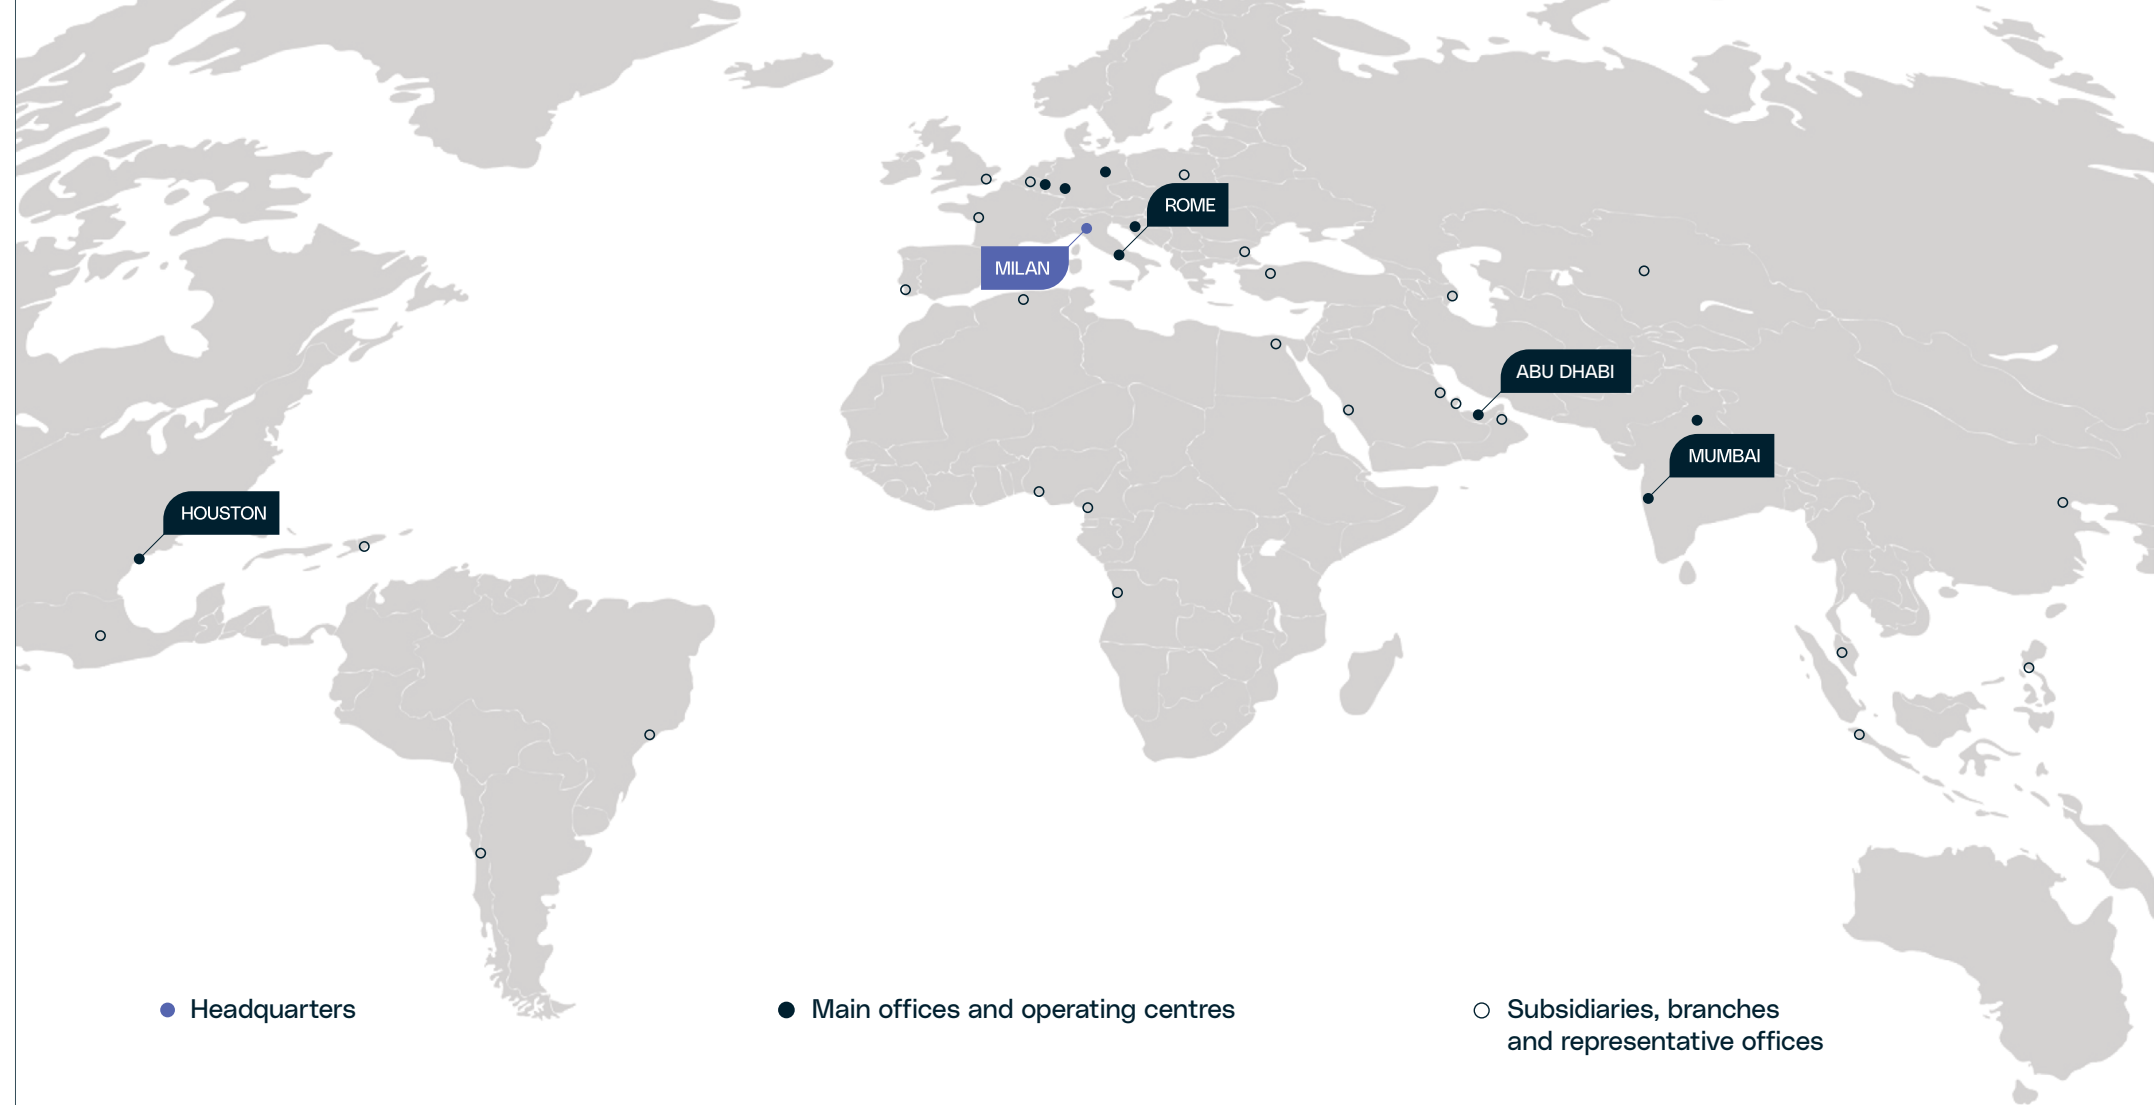 ROME
MILAN
ABU DHABI
MUMBAI
HOUSTON
Headquarters
Main offices and operating centres
Subsidiaries, branches
and representative offices